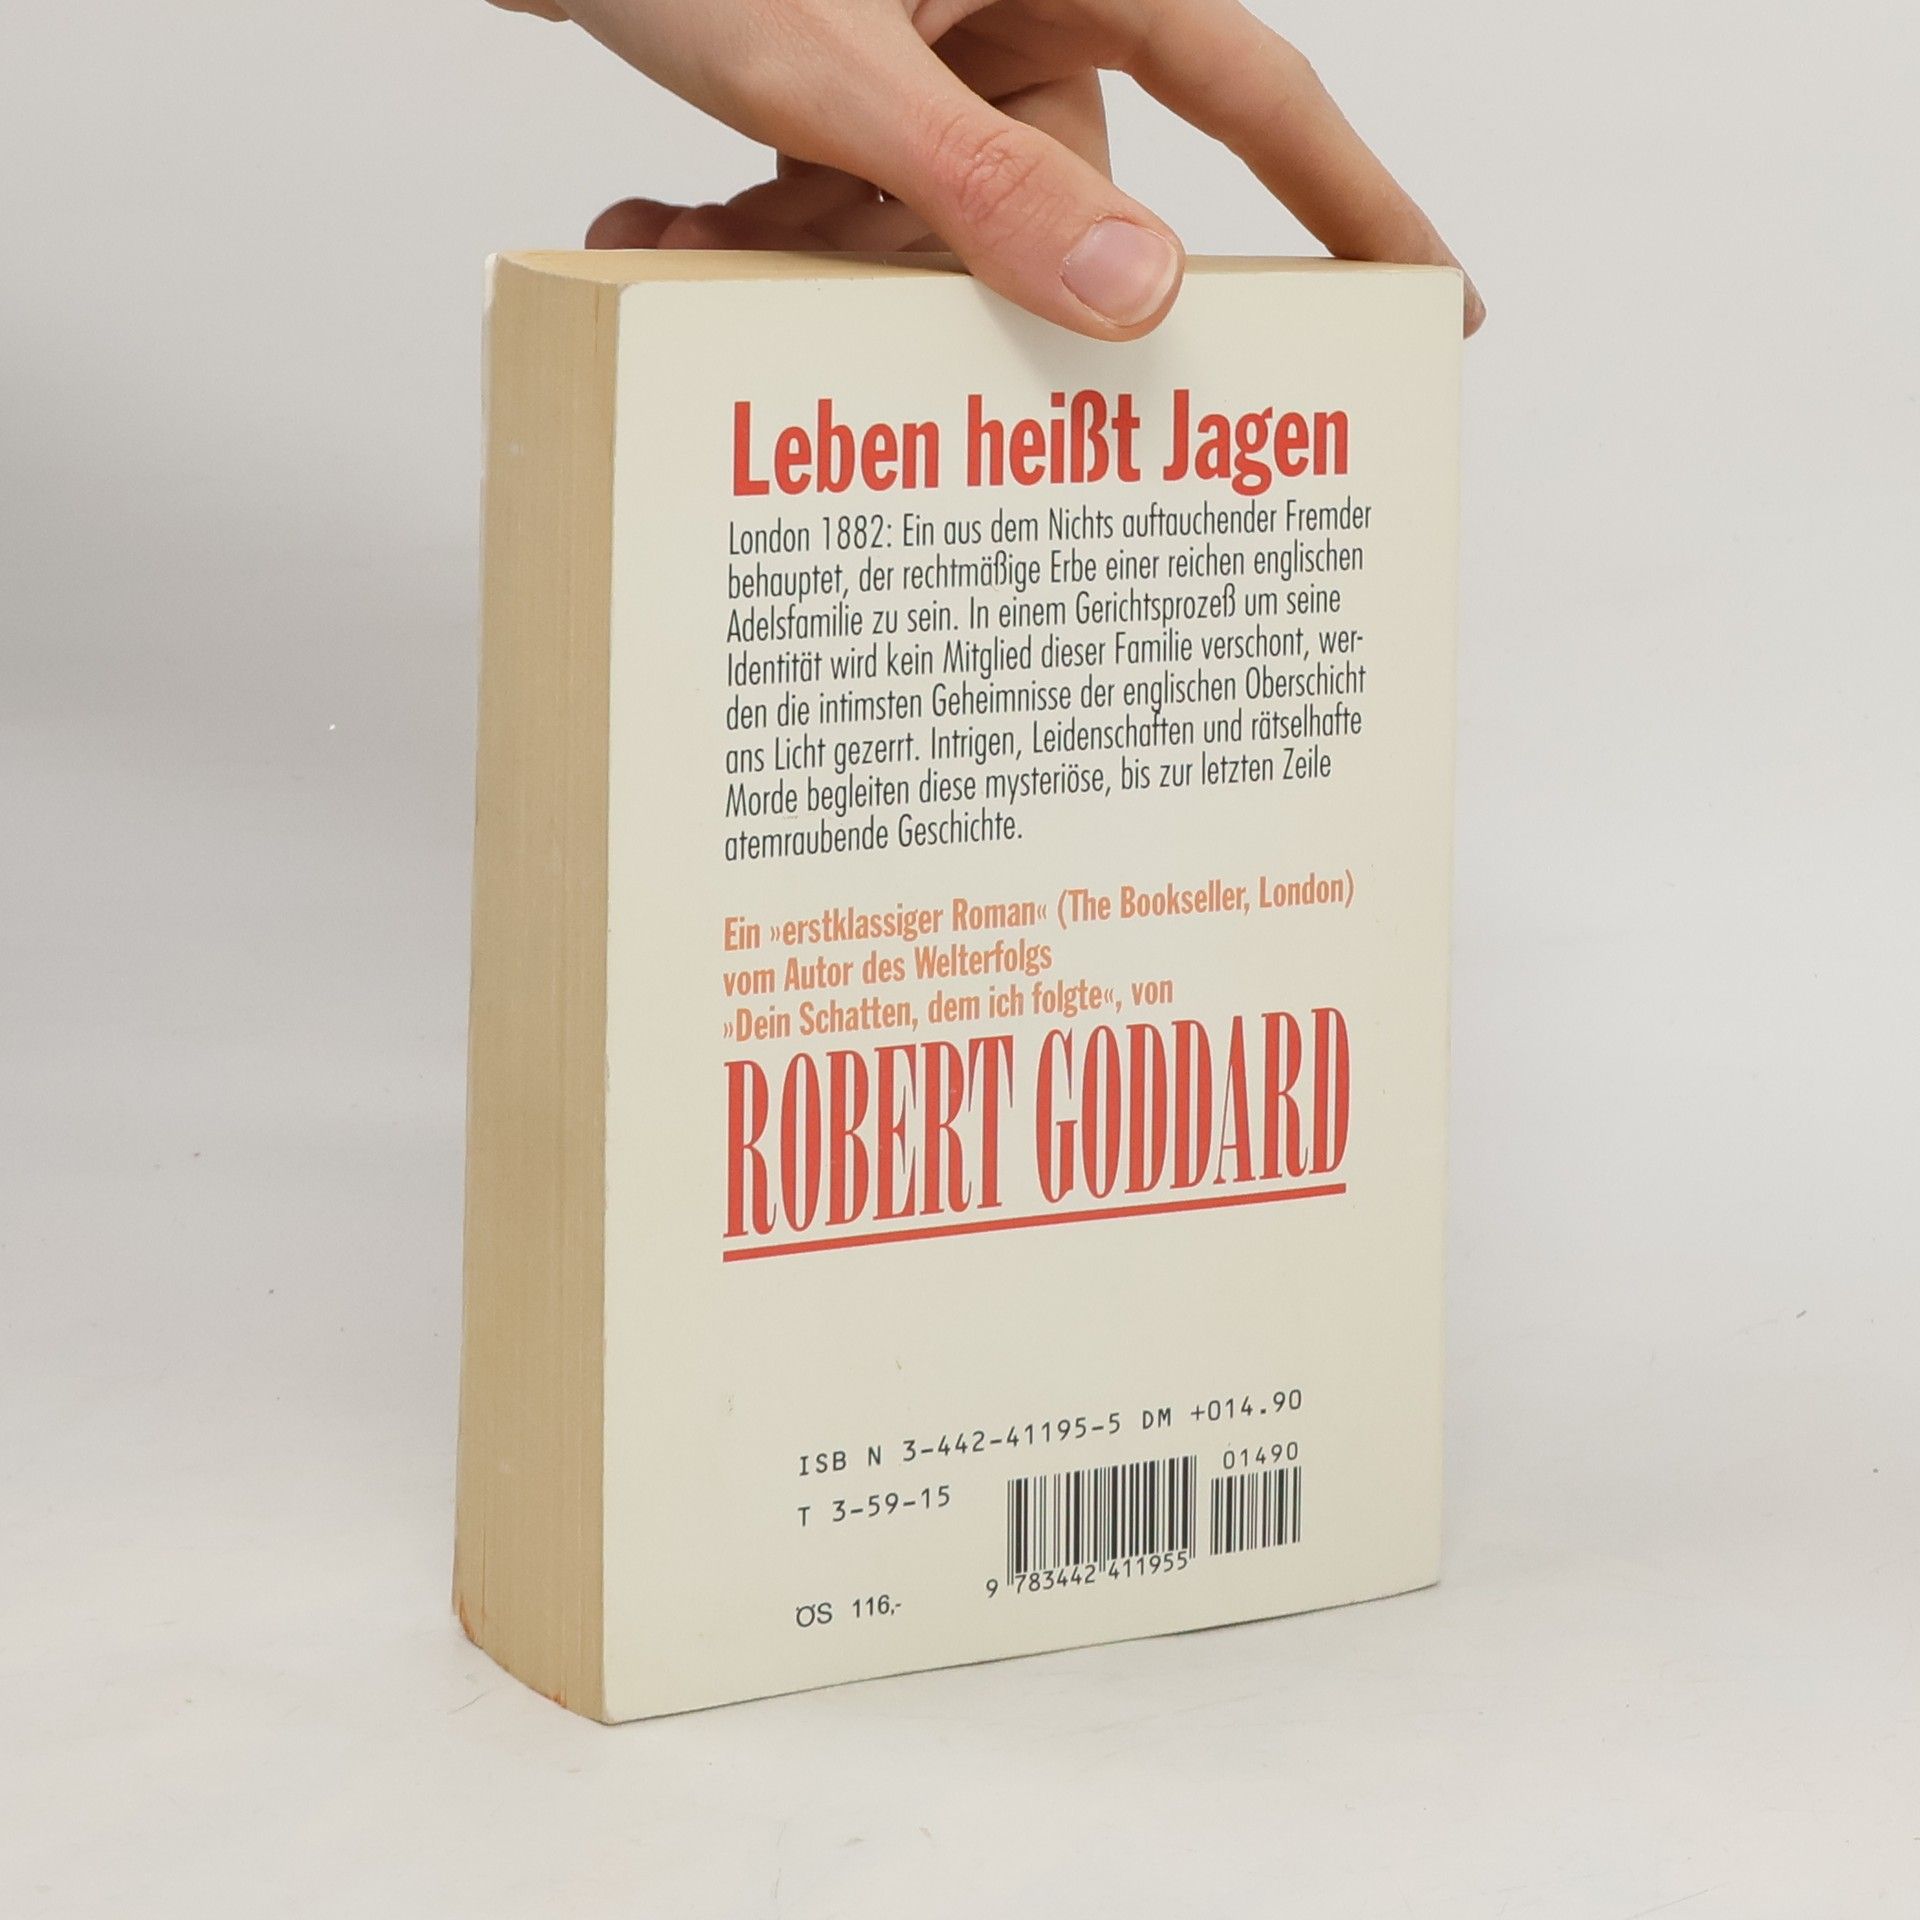 Leben heißt Jagen
London 1882: Ein aus dem Nichts auftauchender Fremder
behauptet, der rechtmäßige Erbe einer reichen englischen
Adelsfamilie zu sein. In einem Gerichtsprozeß um seine
Identität wird kein Mitglied dieser Familie verschont, wer-
den die intimsten Geheimnisse der englischen Oberschicht
ans Licht gezerrt. Intrigen, Leidenschaften und rätselhafte
Morde begleiten diese mysteriöse, bis zur letzten Zeile
atemraubende Geschichte.
Ein »erstklassiger Roman« (The Bookseller, London)
vom Autor des Welterfolgs
»Dein Schatten, dem ich folgte«, von
ROBERT GODDARD
ISB N 3-442-41195-5 DM +014.90
T 3-59-15
01490
9 783442 411955
ÖS 116,-